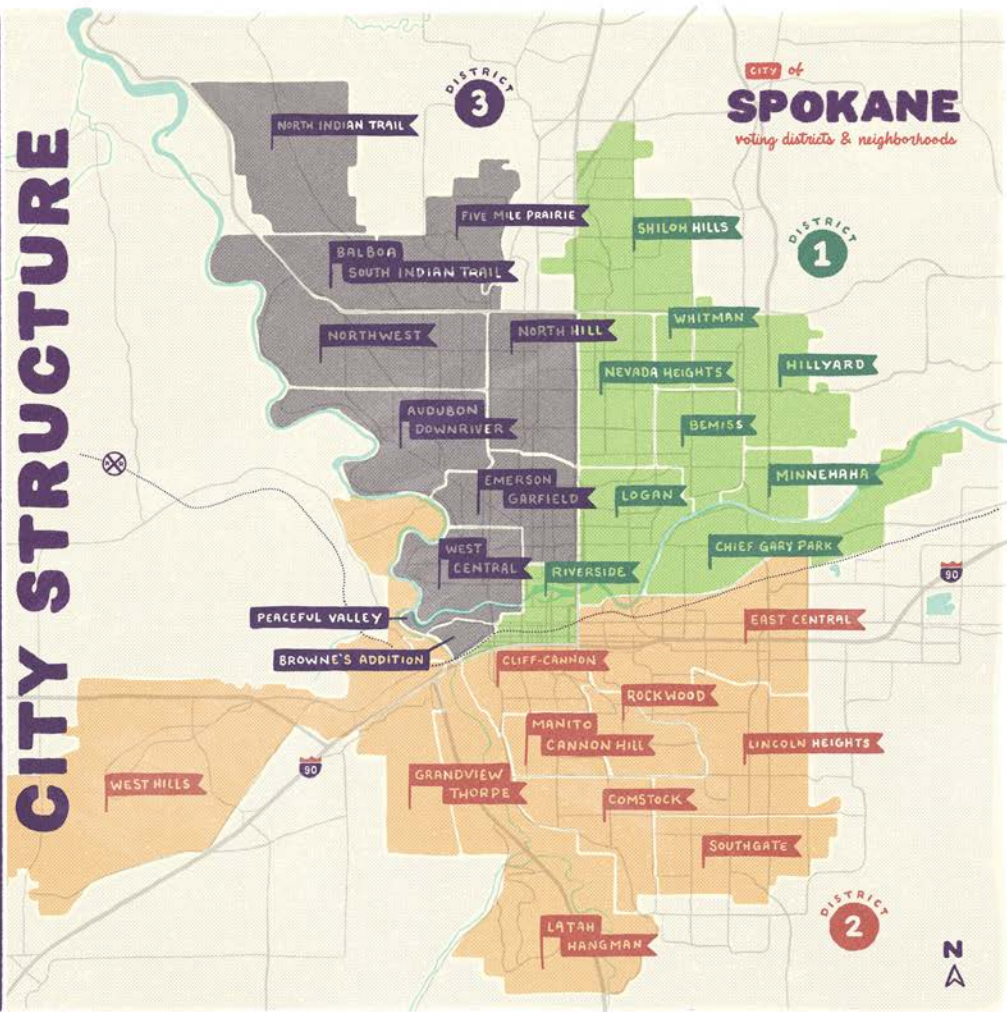 CITY STRUCTURE
CITY of
SPOKANE
voting districts & neighborhoods
DISTRICT
3
NORTH INDIAN TRAIL
FIVE MILE PRAIRIE
BALBOA
SOUTH INDIAN TRAIL
NORTHWEST
NORTH HILL
AUDUBON
DOWNRIVER
EMERSON
GARFIELD
WEST
CENTRAL
PEACEFUL VALLEY
BROWNE'S ADDITION
DISTRICT
1
SHILOH HILLS
WHITMAN
NEVADA HEIGHTS
HILLYARD
BEMISS
MINNEHAHA
LOGAN
CHIEF GARY PARK
RIVERSIDE
90
EAST CENTRAL
CLIFF-CANNON
ROCKWOOD
MANITO
CANNON HILL
LINCOLN HEIGHTS
90
WEST HILLS
GRANDVIEW
THORPE
COMSTOCK
SOUTHGATE
LATAH
HANGMAN
DISTRICT
2
N